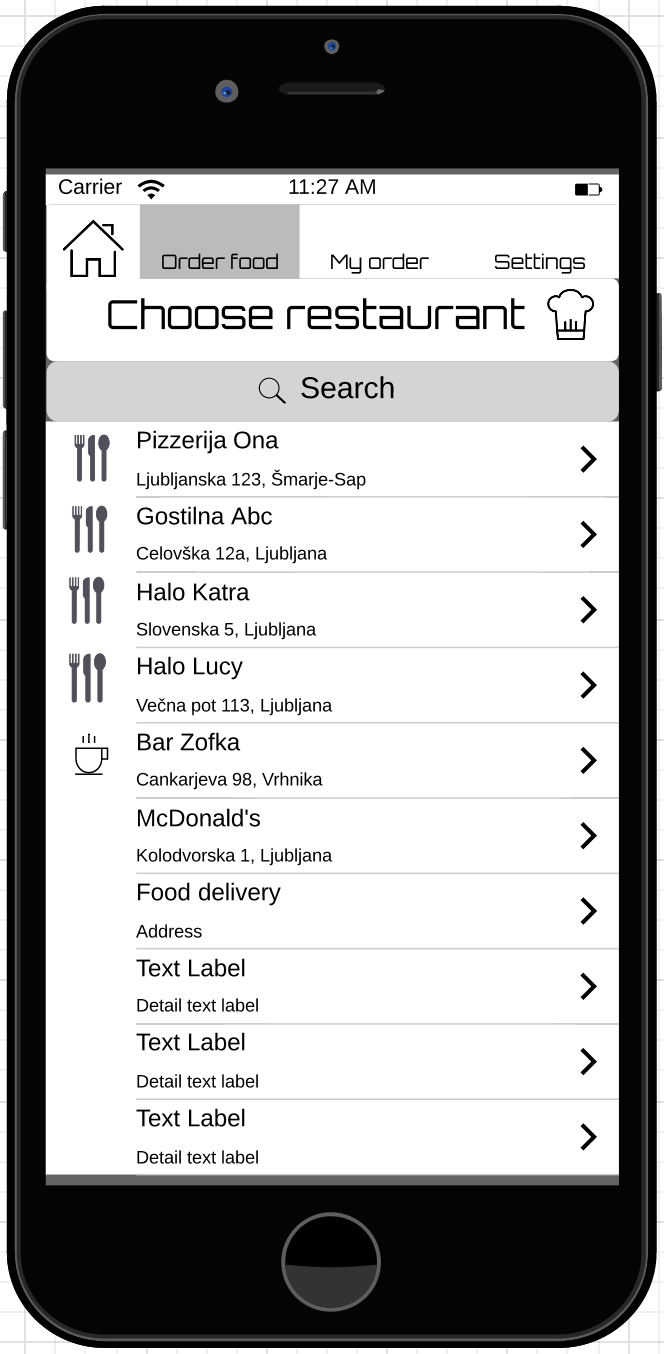 Carrier 11:27 AM
Order food My order Settings
Choose restaurant
Search
Pizzerija Ona
Ljubljanska 123, Šmarje-Sap
Gostilna Abc
Celovška 12a, Ljubljana
Halo Katra
Slovenska 5, Ljubljana
Halo Lucy
Večna pot 113, Ljubljana
Bar Zofka
Cankarjeva 98, Vrhnika
McDonald's
Kolodvorska 1, Ljubljana
Food delivery
Address
Text Label
Detail text label
Text Label
Detail text label
Text Label
Detail text label